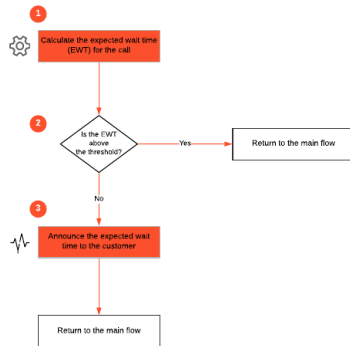 1
Calculate the expected wait time
(EWT) for the call
2
Is the EWT
above
the threshold?
Yes
Return to the main flow
No
3
Announce the expected wait
time to the customer
Return to the main flow